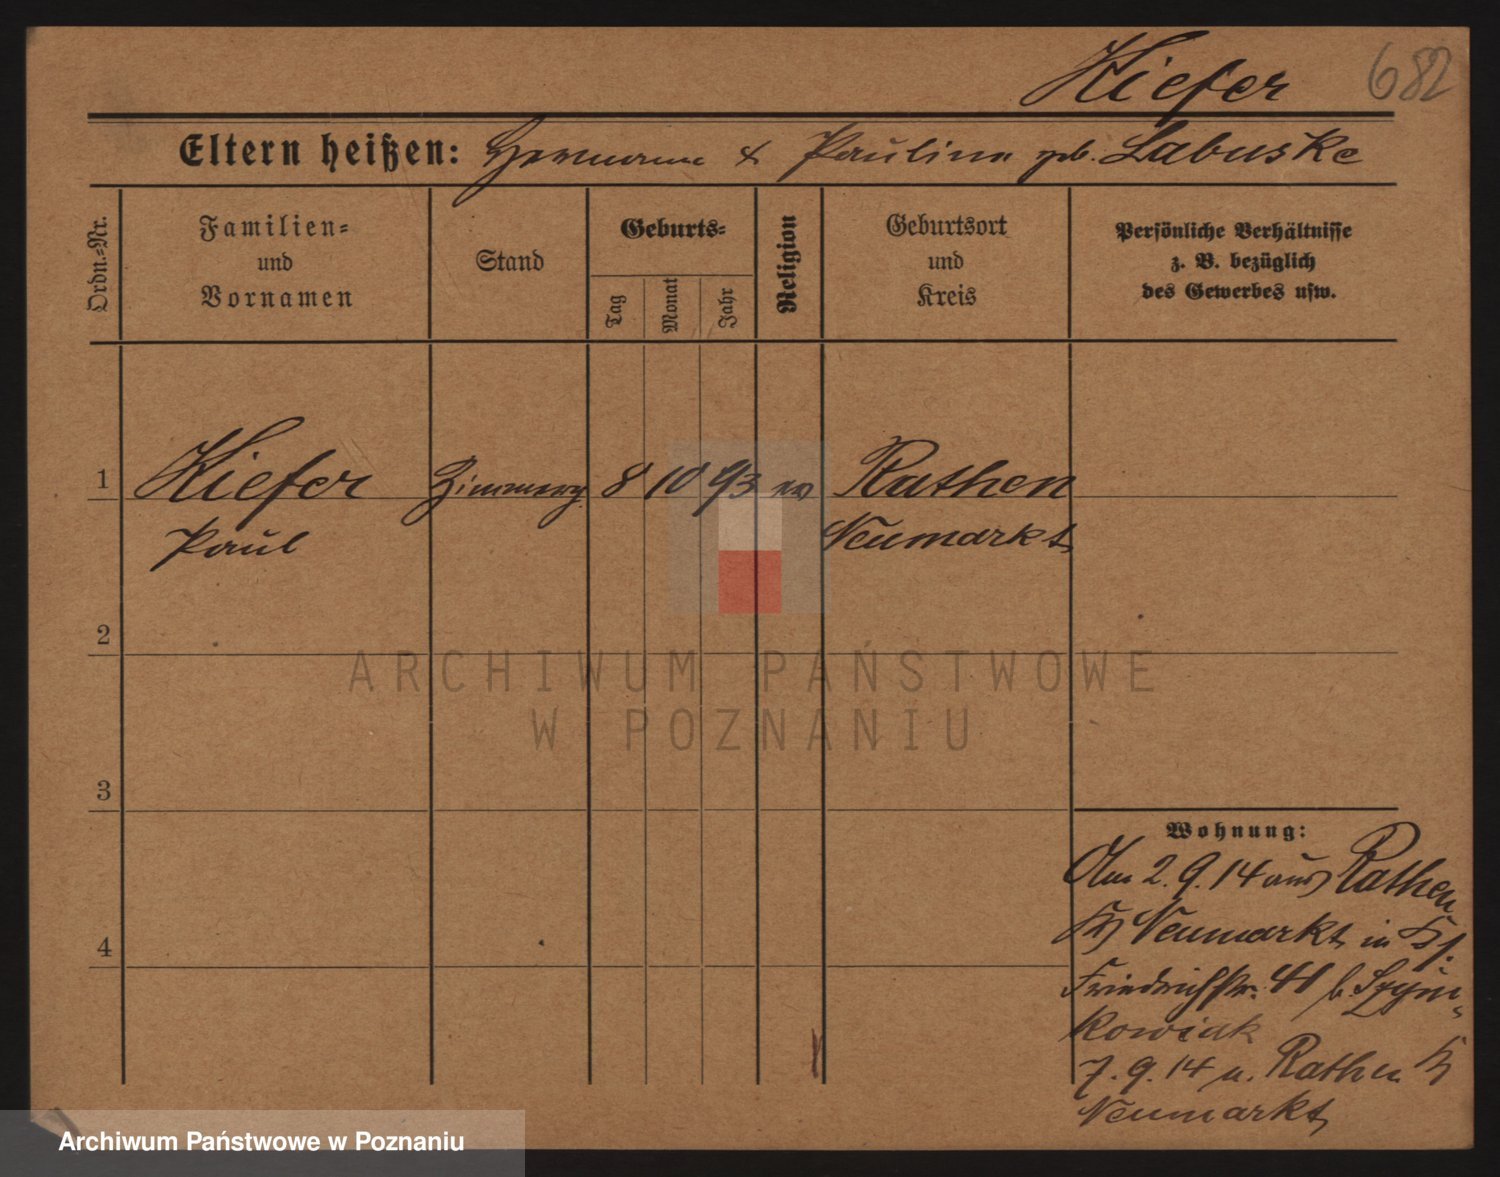 Kiefer 682
Eltern heißen: Hermann & Pauline geb. Labuske
Ordn.-Nr.
Familien-
und
Vornamen
Stand
Geburts-
Tag
Monat
Jahr
Religion
Geburtsort
und
Kreis
Persönliche Verhältnisse
z. B. bezüglich
des Gewerbes usw.
1 Kiefer Zimmerg. 8 10 93 ev Rathen
Paul Neumarkt
2
3
4
Wohnung:
Am 2.9.14 aus Rathen
Kr Neumarkt in
Friedrichstr. 41 b. Szym-
kowiak
7.9.14 n. Rathen Kr
Neumarkt
ARCHIWUM PAŃSTWOWE
W POZNANIU
Archiwum Państwowe w Poznaniu